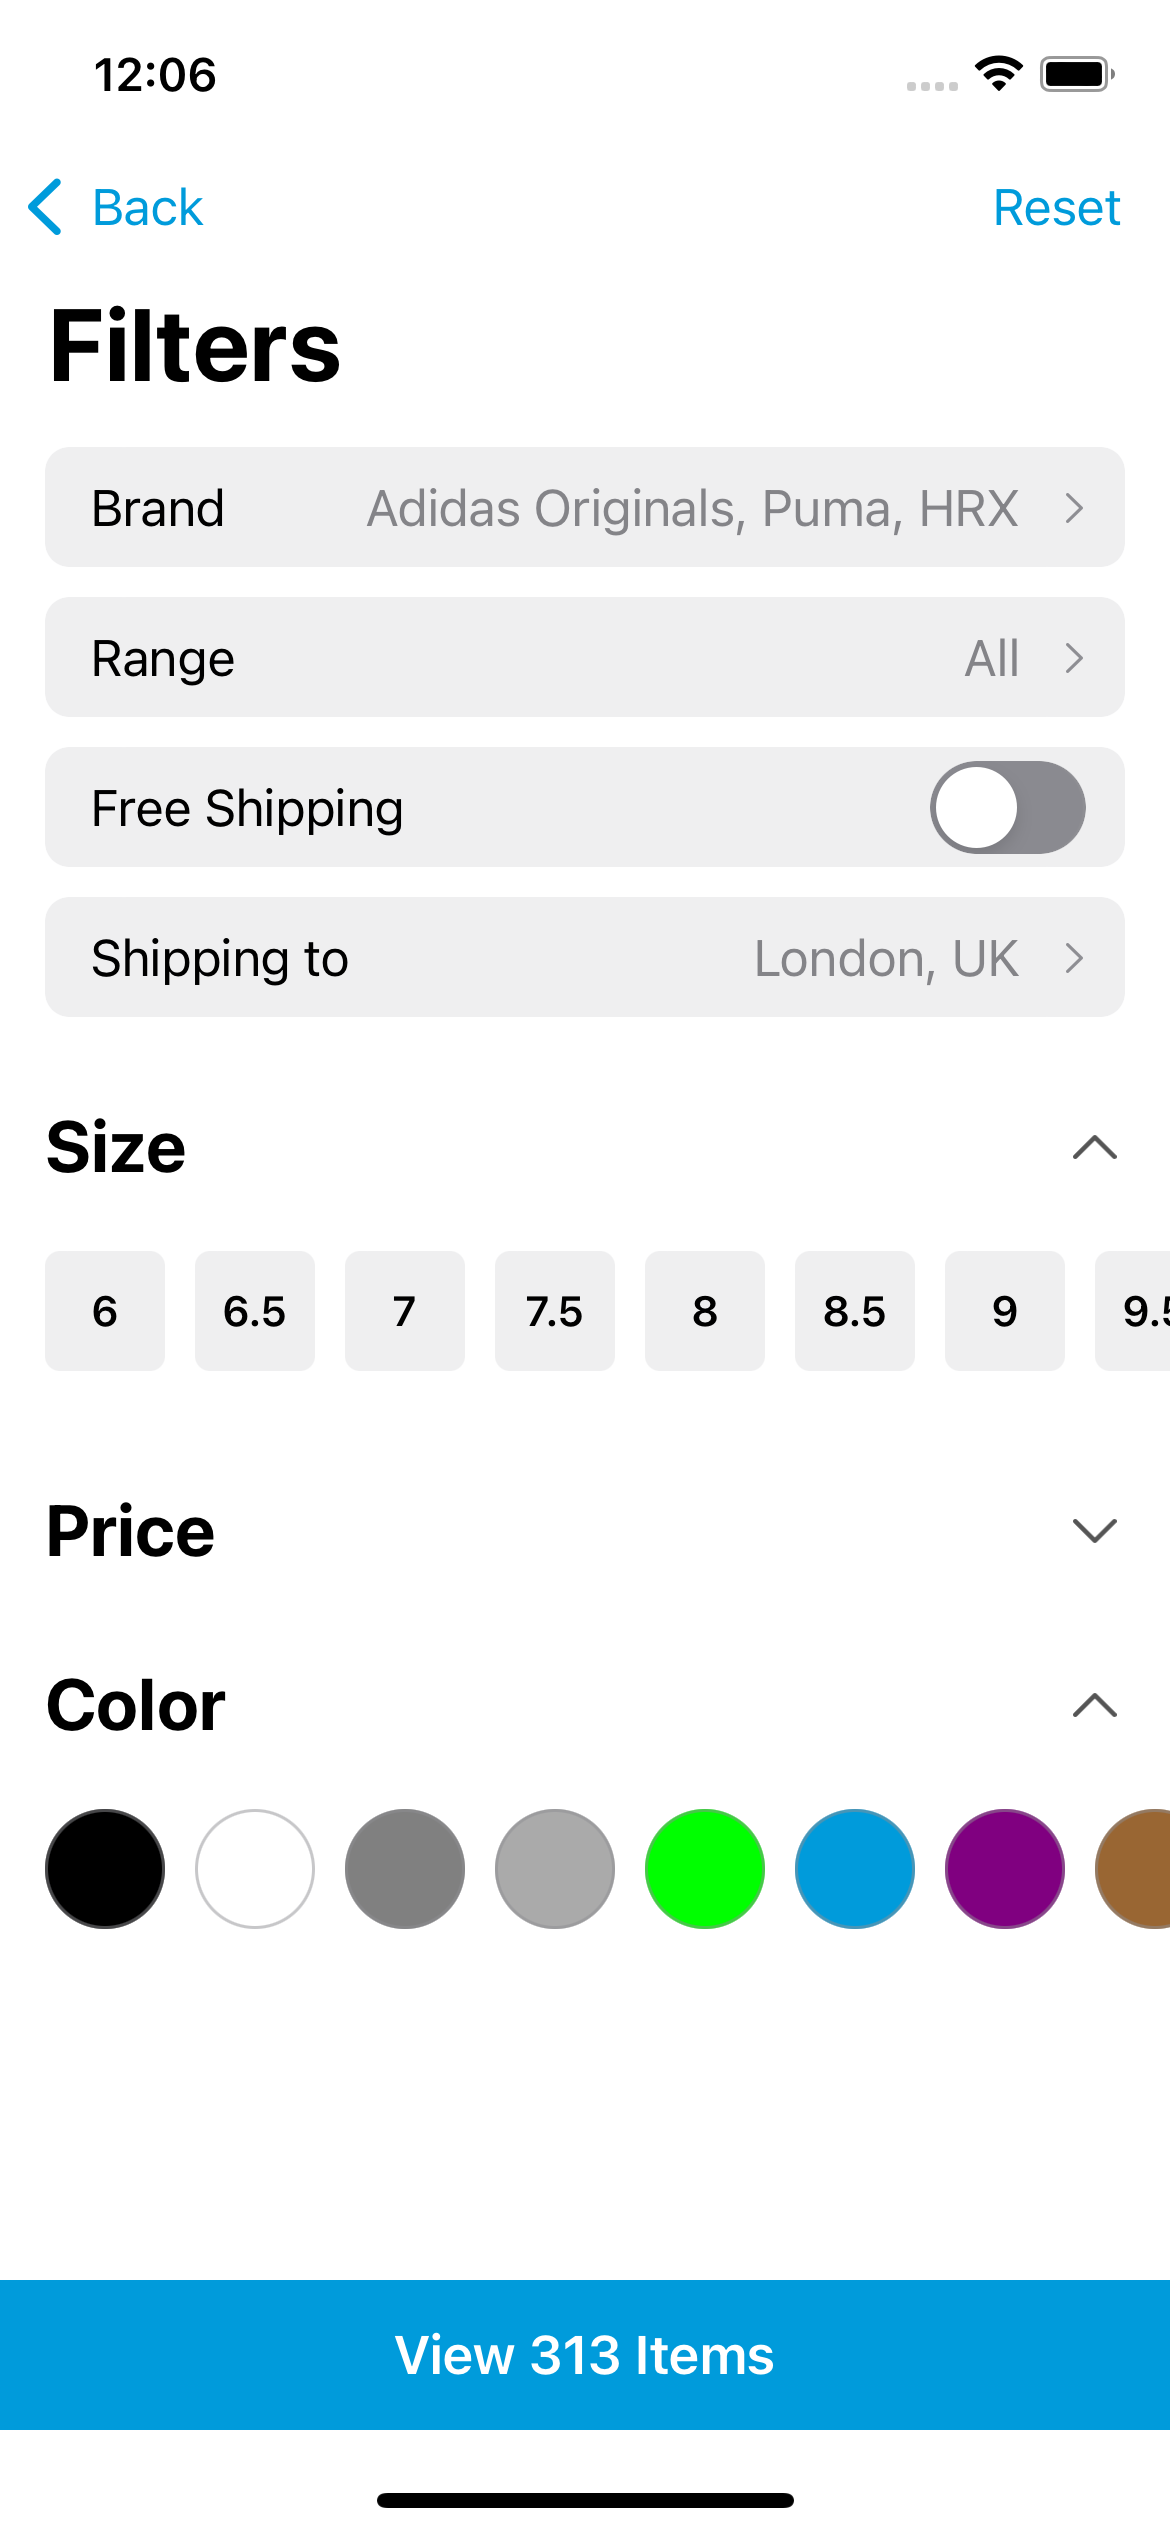 12:06
Back
Reset
Filters
Brand Adidas Originals, Puma, HRX
Range All
Free Shipping
Shipping to London, UK
Size
6 6.5 7 7.5 8 8.5 9 9.5
Price
Color
View 313 Items